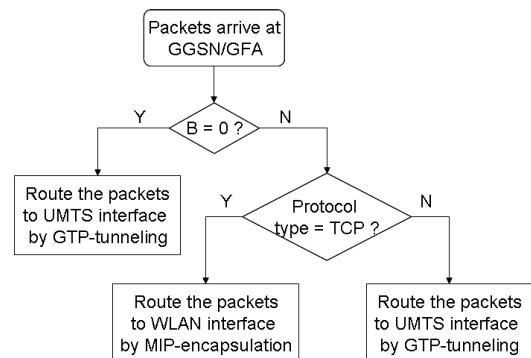 Packets arrive at
GGSN/GFA
Y
B = 0 ?
N
Route the packets
to UMTS interface
by GTP-tunneling
Y
Protocol
type = TCP ?
N
Route the packets
to WLAN interface
by MIP-encapsulation
Route the packets
to UMTS interface
by GTP-tunneling